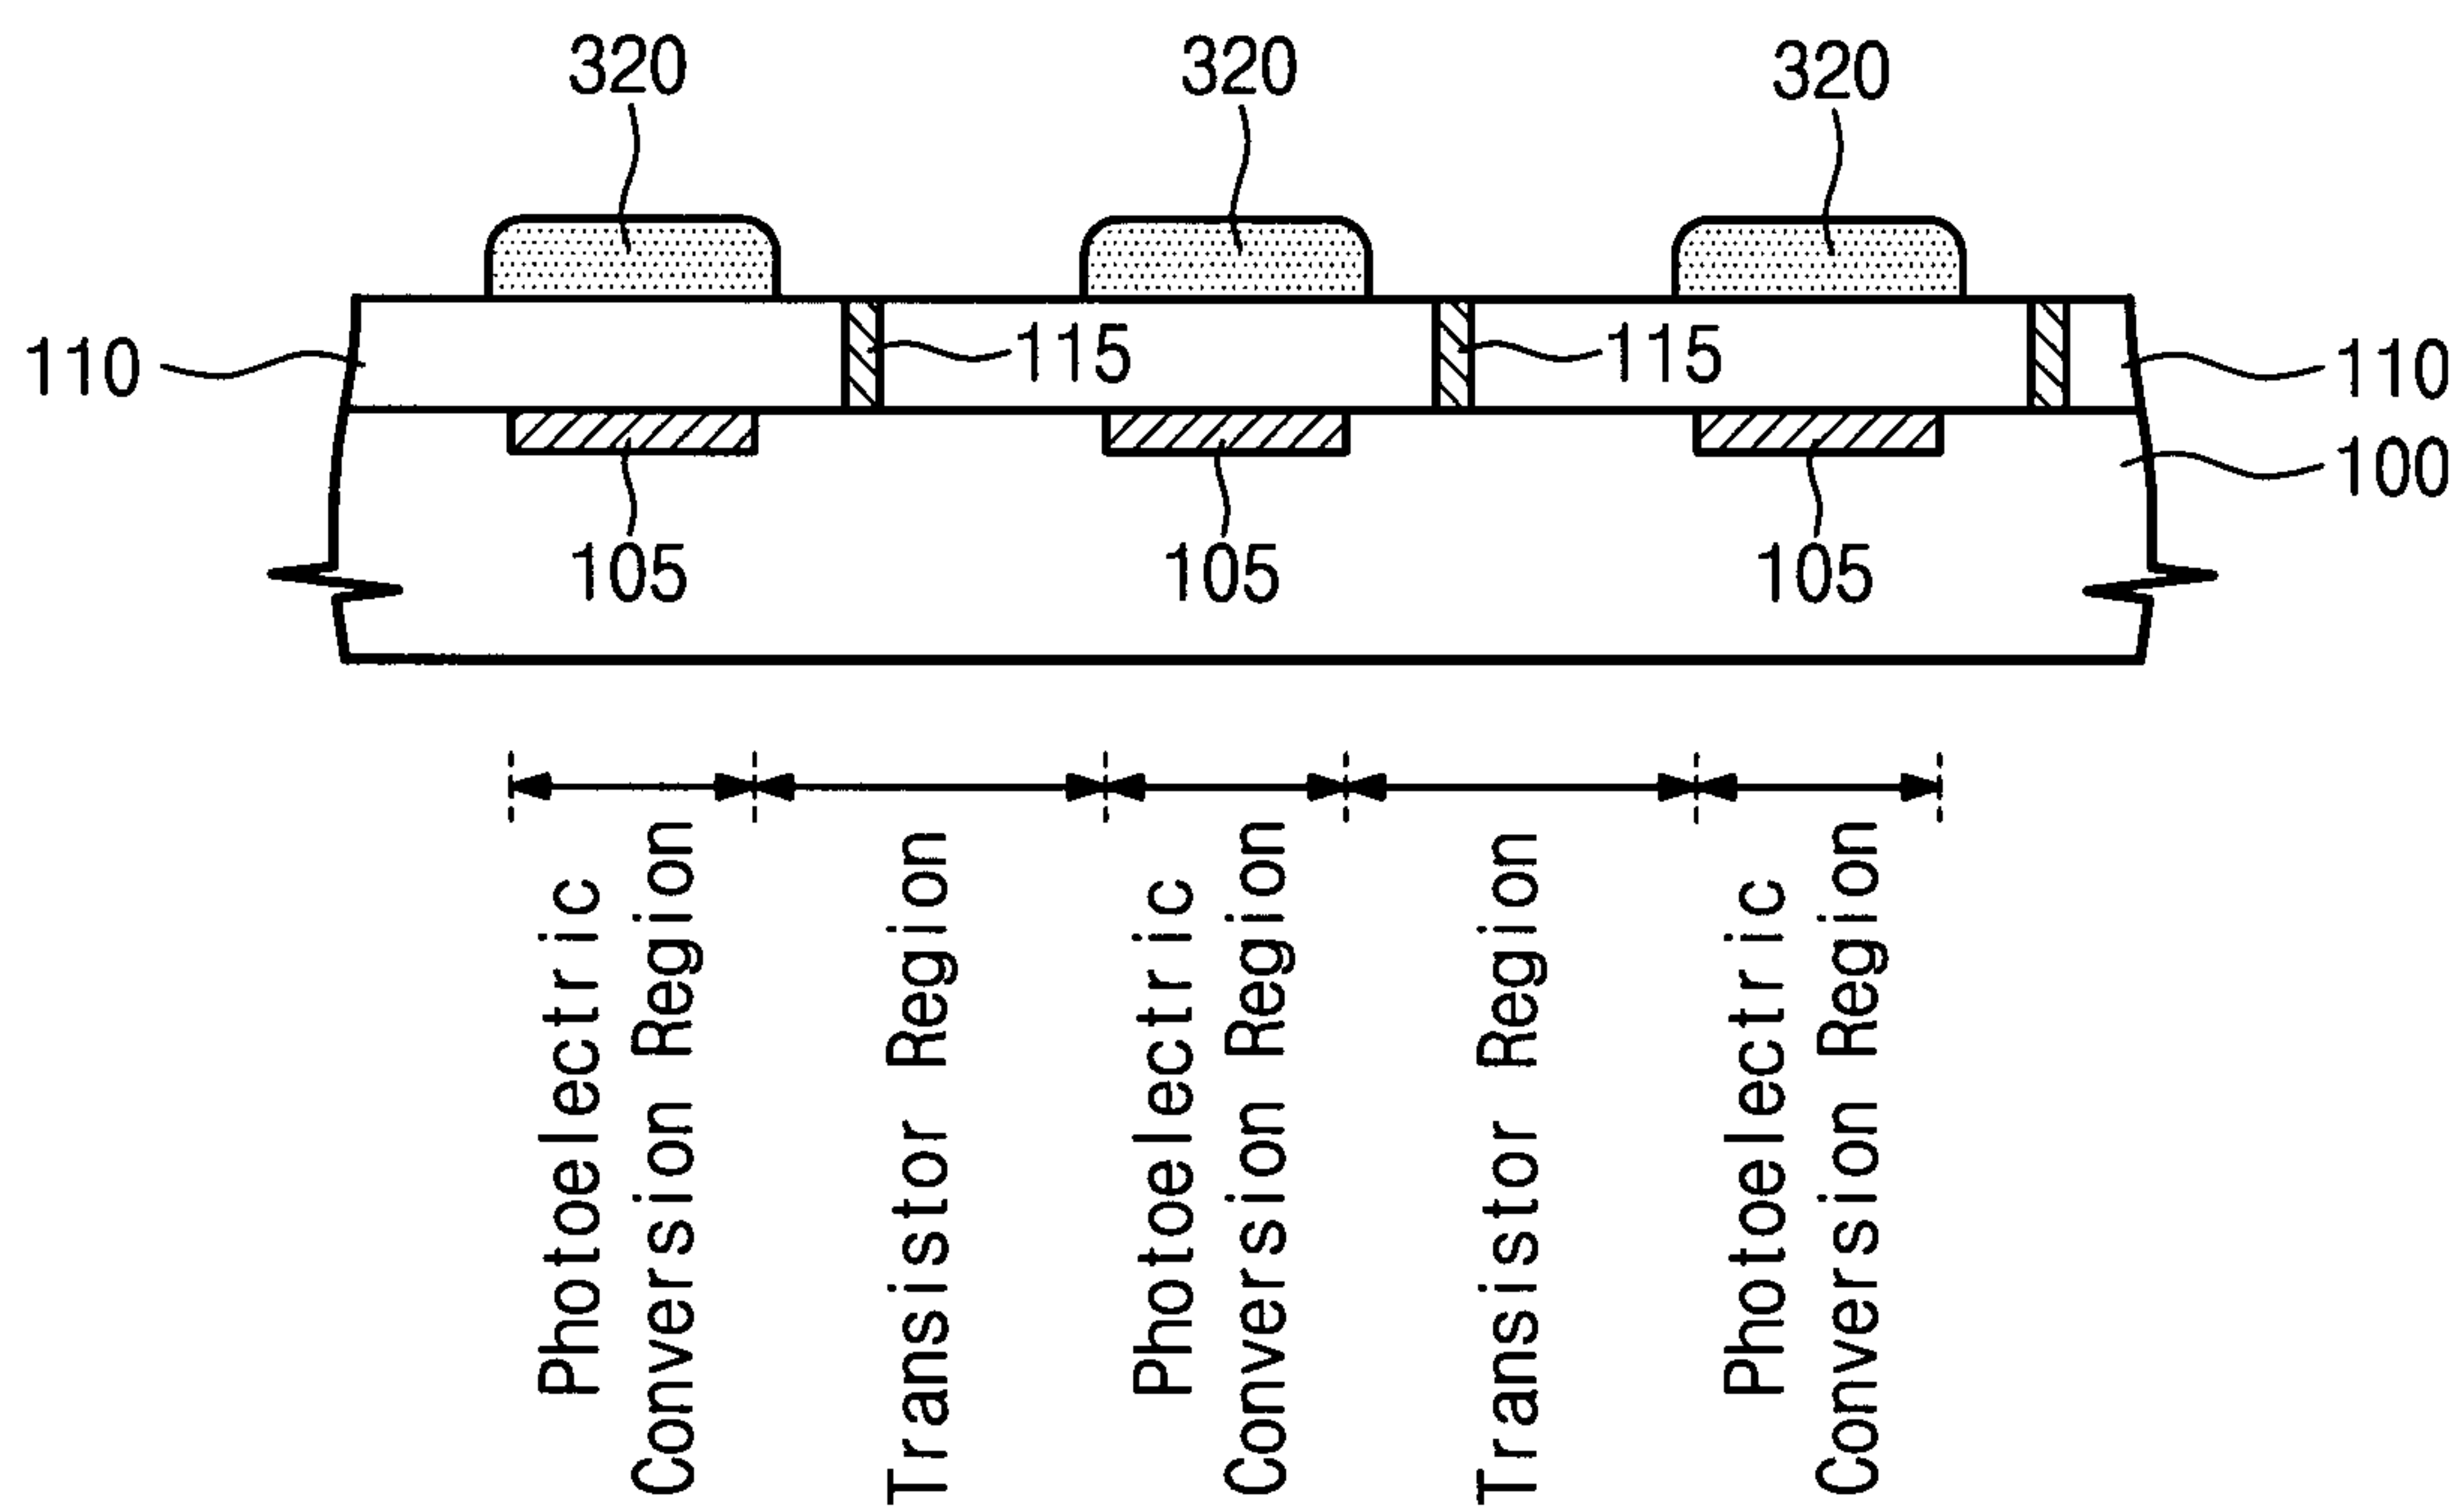 320
320
320
110
115
115
110
100
105
105
105
Photoelectric
Conversion Region
Transistor Region
Photoelectric
Conversion Region
Transistor Region
Photoelectric
Conversion Region